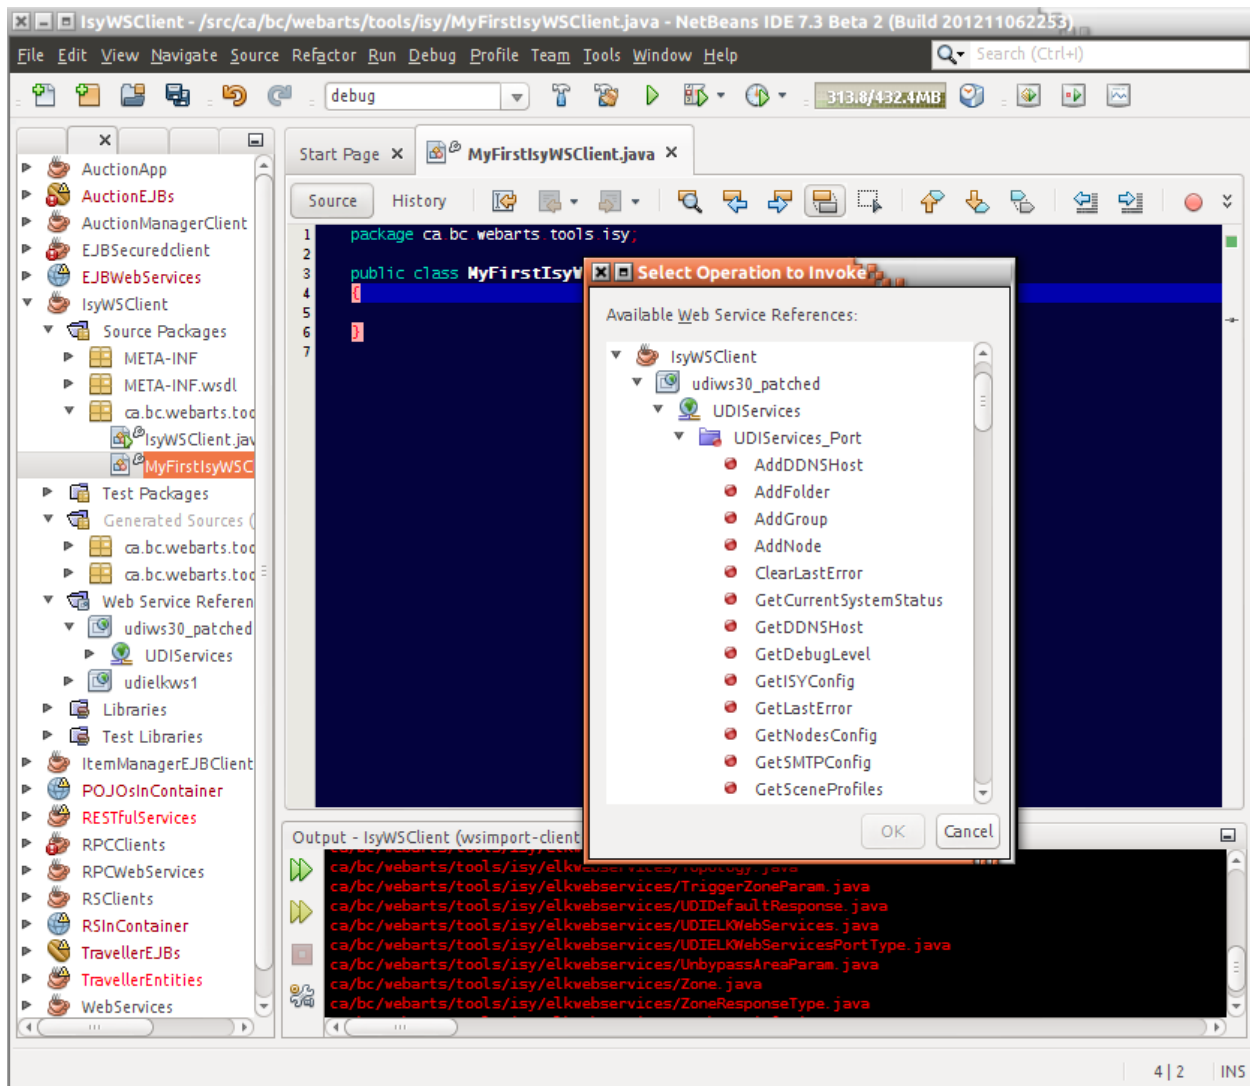 IsyWSClient - /src/ca/bc/webarts/tools/isy/MyFirstIsyWSClient.java - NetBeans IDE 7.3 Beta 2 (Build 201211062253)
File Edit View Navigate Source Refactor Run Debug Profile Team Tools Window Help
Search (Ctrl+I)
debug
313.8/432.4MB
AuctionApp
AuctionEJBs
AuctionManagerClient
EJBSecuredclient
EJBWebServices
IsyWSClient
Source Packages
META-INF
META-INF.wsdl
ca.bc.webarts.too
IsyWSClient.jav
MyFirstIsyWSC
Test Packages
Generated Sources (
ca.bc.webarts.too
ca.bc.webarts.too
Web Service Referen
udiws30_patched
UDIServices
udielkws1
Libraries
Test Libraries
ItemManagerEJBClient
POJOsInContainer
RESTfulServices
RPCClients
RPCWebServices
RSClients
RSInContainer
TravellerEJBs
TravellerEntities
WebServices
Start Page
MyFirstIsyWSClient.java
Source History
1 package ca.bc.webarts.tools.isy;
2
3 public class MyFirstIsyW
4 {
5
6 }
7
Select Operation to Invoke
Available Web Service References:
IsyWSClient
udiws30_patched
UDIServices
UDIServices_Port
AddDDNSHost
AddFolder
AddGroup
AddNode
ClearLastError
GetCurrentSystemStatus
GetDDNSHost
GetDebugLevel
GetISYConfig
GetLastError
GetNodesConfig
GetSMTPConfig
GetSceneProfiles
OK Cancel
Output - IsyWSClient (wsimport-client
ca/bc/webarts/tools/isy/elkwebservices/Topology.java
ca/bc/webarts/tools/isy/elkwebservices/TriggerZoneParam.java
ca/bc/webarts/tools/isy/elkwebservices/UDIDefaultResponse.java
ca/bc/webarts/tools/isy/elkwebservices/UDIELKWebServices.java
ca/bc/webarts/tools/isy/elkwebservices/UDIELKWebServicesPortType.java
ca/bc/webarts/tools/isy/elkwebservices/UnbypassAreaParam.java
ca/bc/webarts/tools/isy/elkwebservices/Zone.java
ca/bc/webarts/tools/isy/elkwebservices/ZoneResponseType.java
4|2 INS